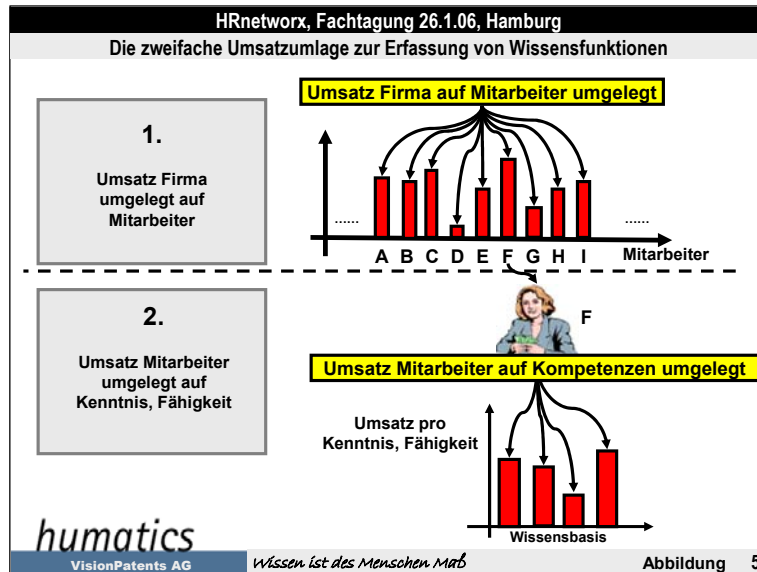 HRnetworx, Fachtagung 26.1.06, Hamburg
Die zweifache Umsatzumlage zur Erfassung von Wissensfunktionen
Umsatz Firma auf Mitarbeiter umgelegt
1.
Umsatz Firma
umgelegt auf
Mitarbeiter
...... ......
A B C D E F G H I Mitarbeiter
2.
Umsatz Mitarbeiter
umgelegt auf
Kenntnis, Fähigkeit
F
Umsatz Mitarbeiter auf Kompetenzen umgelegt
Umsatz pro
Kenntnis, Fähigkeit
Wissensbasis
humatics
VisionPatents AG
Wissen ist des Menschen Maß
Abbildung 5